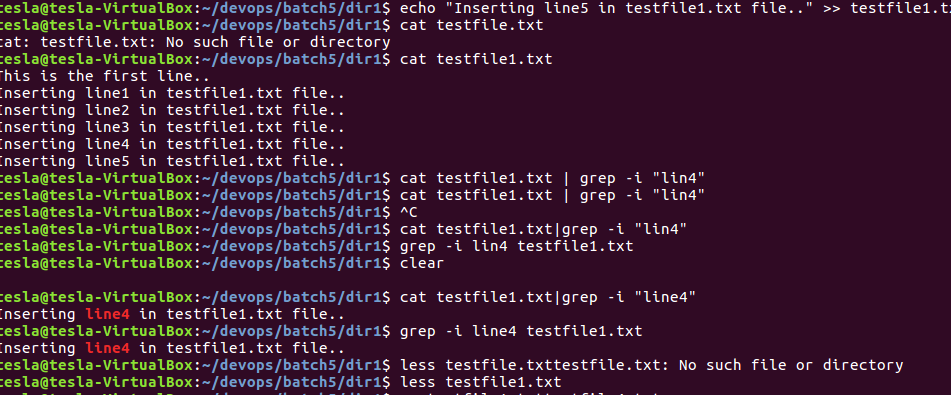 tesla@tesla-VirtualBox:~/devops/batch5/dir1$ echo "Inserting line5 in testfile1.txt file.." >> testfile1.tx
tesla@tesla-VirtualBox:~/devops/batch5/dir1$ cat testfile.txt
cat: testfile.txt: No such file or directory
tesla@tesla-VirtualBox:~/devops/batch5/dir1$ cat testfile1.txt
This is the first line..
Inserting line1 in testfile1.txt file..
Inserting line2 in testfile1.txt file..
Inserting line3 in testfile1.txt file..
Inserting line4 in testfile1.txt file..
Inserting line5 in testfile1.txt file..
tesla@tesla-VirtualBox:~/devops/batch5/dir1$ cat testfile1.txt | grep -i "lin4"
tesla@tesla-VirtualBox:~/devops/batch5/dir1$ cat testfile1.txt | grep -i "lin4"
tesla@tesla-VirtualBox:~/devops/batch5/dir1$ ^C
tesla@tesla-VirtualBox:~/devops/batch5/dir1$ cat testfile1.txt|grep -i "lin4"
tesla@tesla-VirtualBox:~/devops/batch5/dir1$ grep -i lin4 testfile1.txt
tesla@tesla-VirtualBox:~/devops/batch5/dir1$ clear
tesla@tesla-VirtualBox:~/devops/batch5/dir1$ cat testfile1.txt|grep -i "line4"
Inserting line4 in testfile1.txt file..
tesla@tesla-VirtualBox:~/devops/batch5/dir1$ grep -i line4 testfile1.txt
Inserting line4 in testfile1.txt file..
tesla@tesla-VirtualBox:~/devops/batch5/dir1$ less testfile.txttestfile.txt: No such file or directory
tesla@tesla-VirtualBox:~/devops/batch5/dir1$ less testfile1.txt